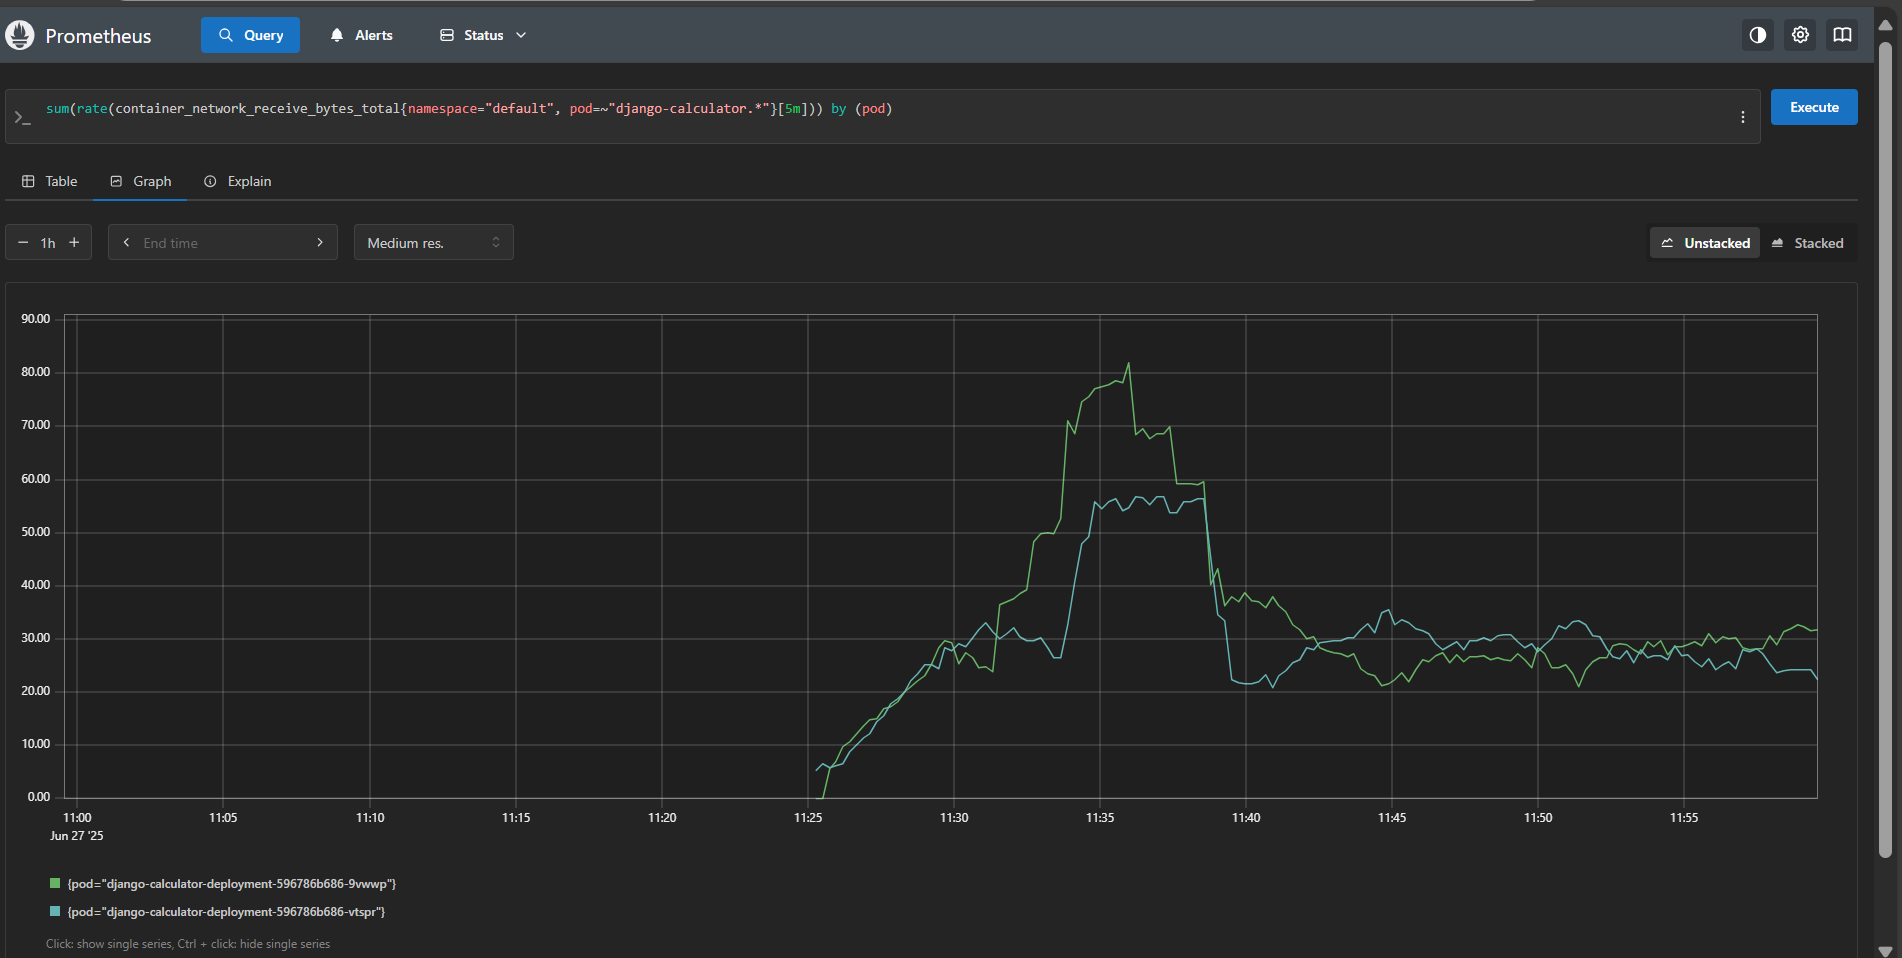 Prometheus Query Alerts Status
sum(rate(container_network_receive_bytes_total{namespace="default", pod=~"django-calculator.*"}[5m])) by (pod)
Execute
Table Graph Explain
1h End time Medium res. Unstacked Stacked
90.00
80.00
70.00
60.00
50.00
40.00
30.00
20.00
10.00
0.00
11:00 11:05 11:10 11:15 11:20 11:25 11:30 11:35 11:40 11:45 11:50 11:55
Jun 27 '25
{pod="django-calculator-deployment-596786b686-9vwwp"}
{pod="django-calculator-deployment-596786b686-vtspr"}
Click: show single series, Ctrl + click: hide single series